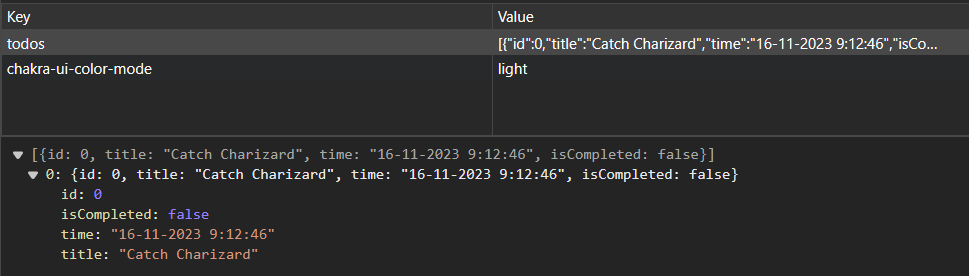 Key Value
todos [{"id":0,"title":"Catch Charizard","time":"16-11-2023 9:12:46","isCo...
chakra-ui-color-mode light
[{id: 0, title: "Catch Charizard", time: "16-11-2023 9:12:46", isCompleted: false}]
0: {id: 0, title: "Catch Charizard", time: "16-11-2023 9:12:46", isCompleted: false}
id: 0
isCompleted: false
time: "16-11-2023 9:12:46"
title: "Catch Charizard"